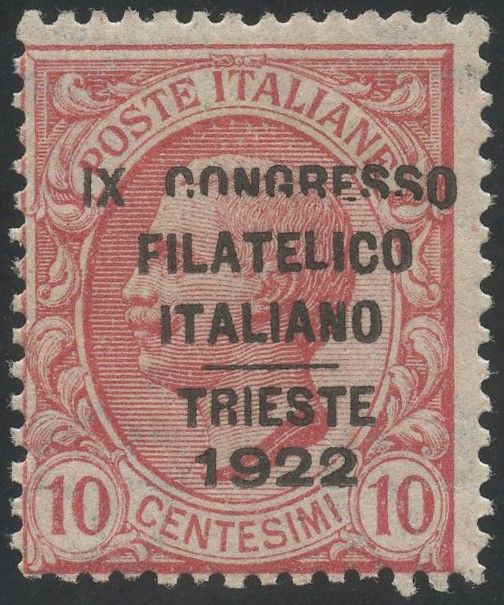 POSTE ITALIANE
IX CONGRESSO
FILATELICO
ITALIANO
TRIESTE
1922
10 CENTESIMI 10